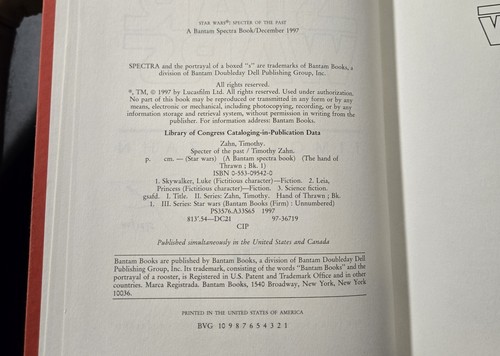 STAR WARS®: SPECTER OF THE PAST
A Bantam Spectra Book/December 1997
SPECTRA and the portrayal of a boxed "s" are trademarks of Bantam Books, a
division of Bantam Doubleday Dell Publishing Group, Inc.
All rights reserved.
®, TM, © 1997 by Lucasfilm Ltd. All rights reserved. Used under authorization.
No part of this book may be reproduced or transmitted in any form or by any
means, electronic or mechanical, including photocopying, recording, or by any
information storage and retrieval system, without permission in writing from the
publisher. For information address: Bantam Books.
Library of Congress Cataloging-in-Publication Data
Zahn, Timothy.
Specter of the past / Timothy Zahn.
p. cm. — (Star wars) (A Bantam spectra book) (The hand of
Thrawn ; Bk. 1)
ISBN 0-553-09542-0
1. Skywalker, Luke (Fictitious character)—Fiction. 2. Leia,
Princess (Fictitious character)—Fiction. 3. Science fiction.
gsafd. I. Title. II. Series: Zahn, Timothy. Hand of Thrawn ; Bk.
1. III. Series: Star wars (Bantam Books (Firm) : Unnumbered)
PS3576.A33S65 1997
813'.54—DC21 97-36719
CIP
Published simultaneously in the United States and Canada
Bantam Books are published by Bantam Books, a division of Bantam Doubleday Dell
Publishing Group, Inc. Its trademark, consisting of the words "Bantam Books" and the
portrayal of a rooster, is Registered in U.S. Patent and Trademark Office and in other
countries. Marca Registrada. Bantam Books, 1540 Broadway, New York, New York
10036.
PRINTED IN THE UNITED STATES OF AMERICA
BVG 10 9 8 7 6 5 4 3 2 1